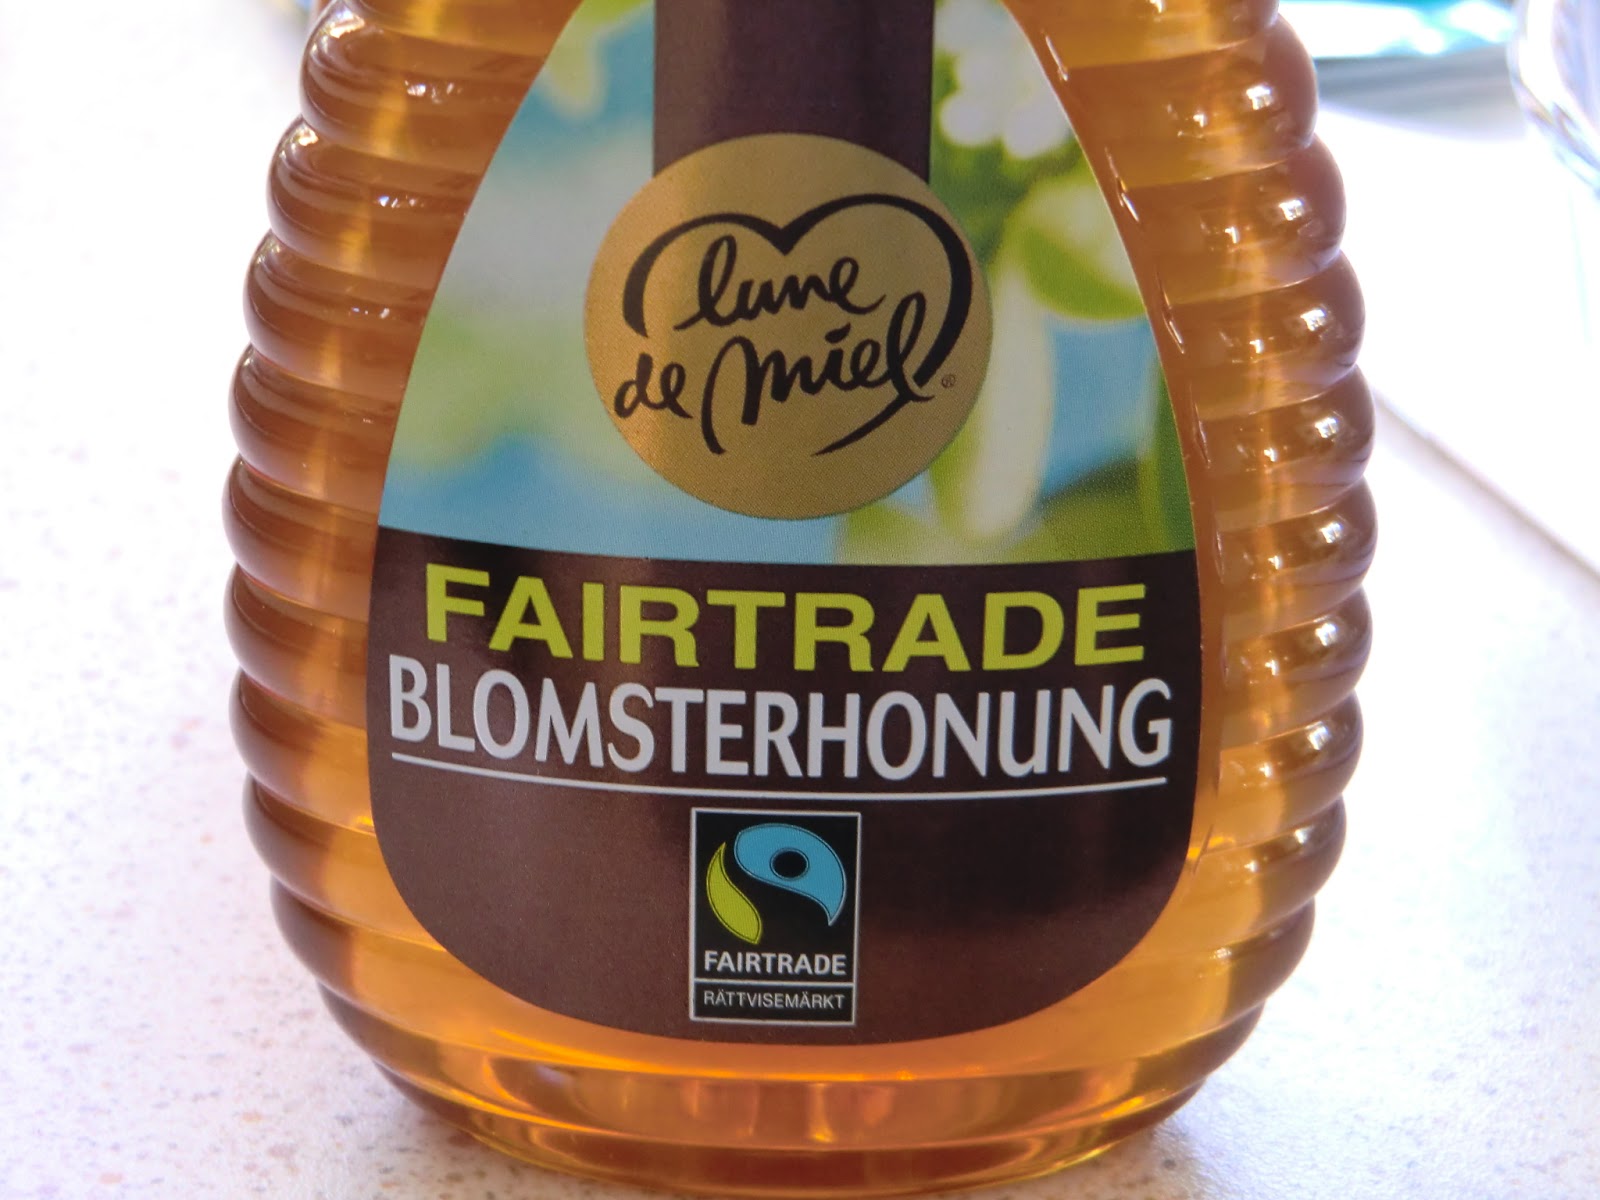 lune
de miel®
FAIRTRADE
BLOMSTERHONUNG
FAIRTRADE
RÄTTVISEMÄRKT